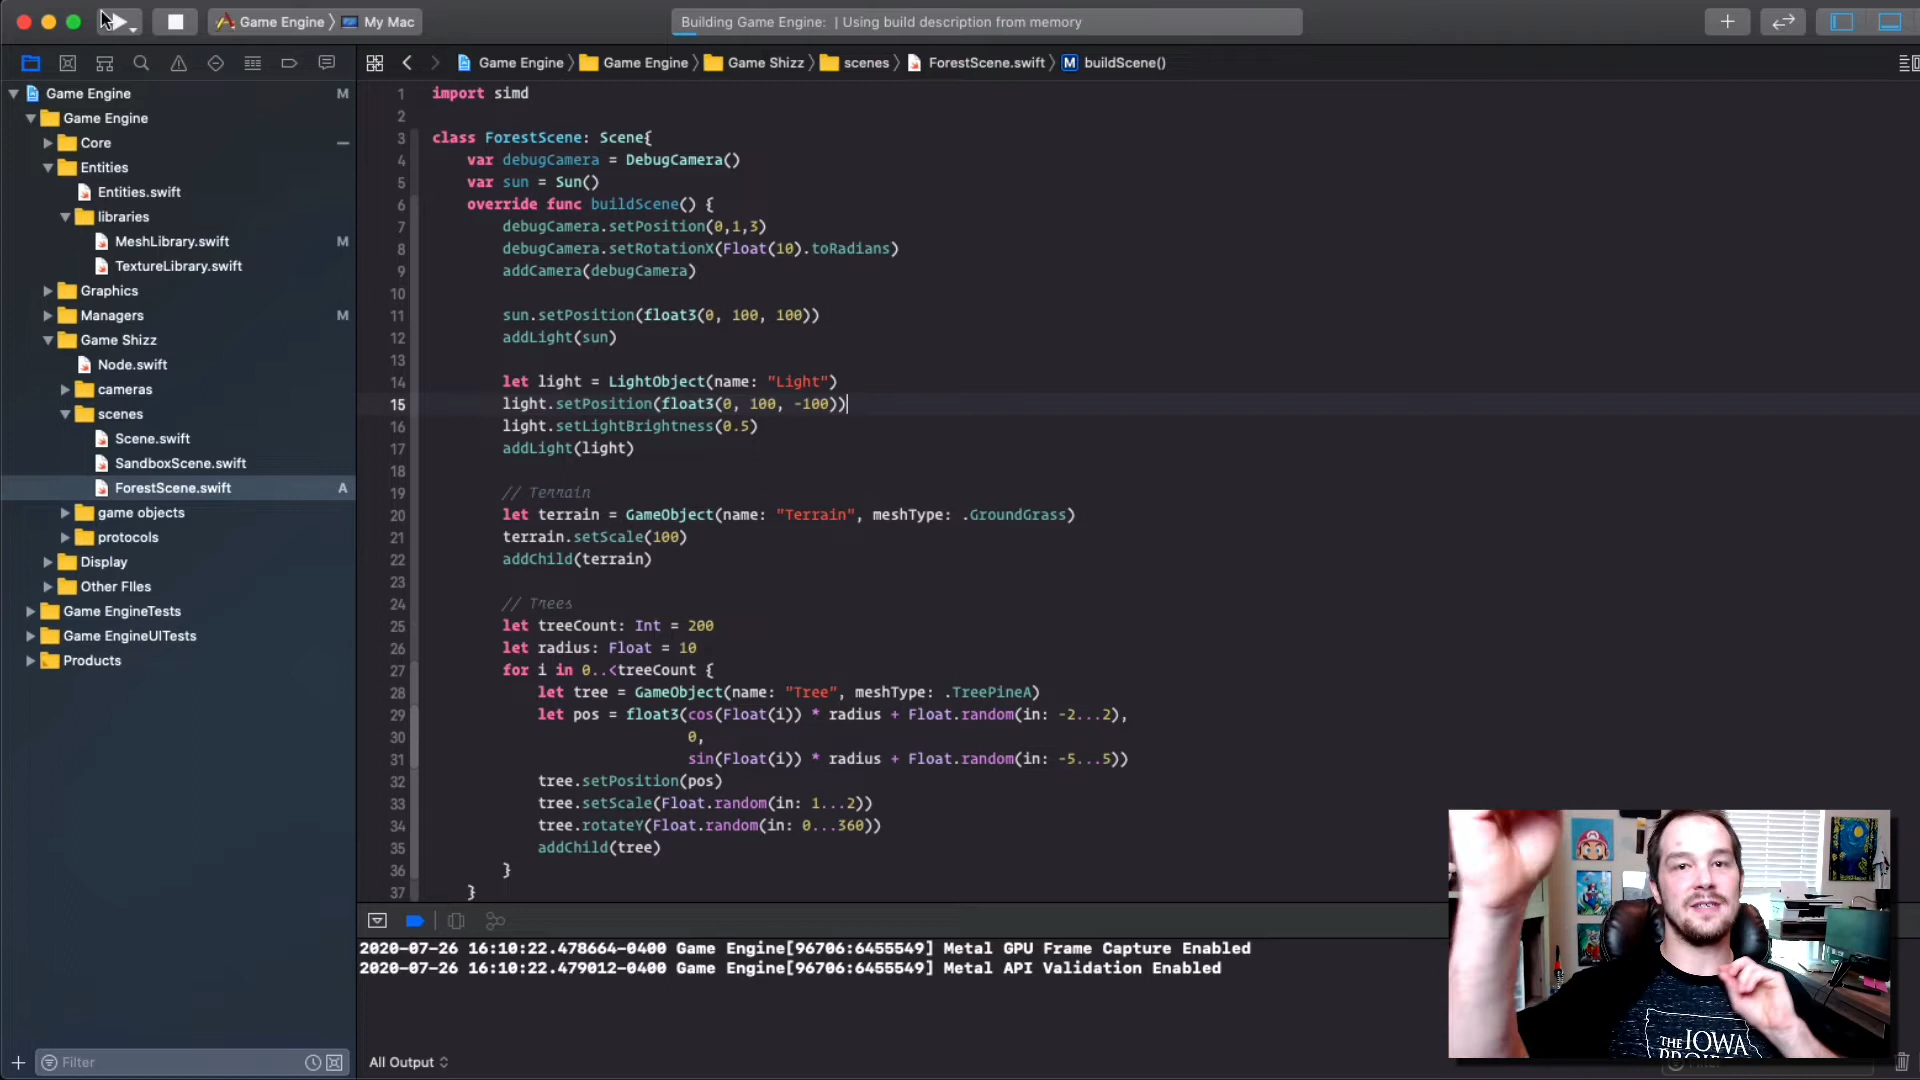 Game Engine 〉 My Mac
Building Game Engine: | Using build description from memory
Game Engine 〉 Game Engine 〉 Game Shizz 〉 scenes 〉 ForestScene.swift 〉 M buildScene()
Game Engine M
Game Engine
Core –
Entities
Entities.swift
libraries
MeshLibrary.swift M
TextureLibrary.swift
Graphics
Managers M
Game Shizz
Node.swift
cameras
scenes
Scene.swift
SandboxScene.swift
ForestScene.swift A
game objects
protocols
Display
Other FIles
Game EngineTests
Game EngineUITests
Products
Filter
1 import simd
2
3 class ForestScene: Scene{
4 var debugCamera = DebugCamera()
5 var sun = Sun()
6 override func buildScene() {
7 debugCamera.setPosition(0,1,3)
8 debugCamera.setRotationX(Float(10).toRadians)
9 addCamera(debugCamera)
10
11 sun.setPosition(float3(0, 100, 100))
12 addLight(sun)
13
14 let light = LightObject(name: "Light")
15 light.setPosition(float3(0, 100, -100))
16 light.setLightBrightness(0.5)
17 addLight(light)
18
19 // Terrain
20 let terrain = GameObject(name: "Terrain", meshType: .GroundGrass)
21 terrain.setScale(100)
22 addChild(terrain)
23
24 // Trees
25 let treeCount: Int = 200
26 let radius: Float = 10
27 for i in 0..<treeCount {
28 let tree = GameObject(name: "Tree", meshType: .TreePineA)
29 let pos = float3(cos(Float(i)) * radius + Float.random(in: -2...2),
30 0,
31 sin(Float(i)) * radius + Float.random(in: -5...5))
32 tree.setPosition(pos)
33 tree.setScale(Float.random(in: 1...2))
34 tree.rotateY(Float.random(in: 0...360))
35 addChild(tree)
36 }
37 }
2020-07-26 16:10:22.478664-0400 Game Engine[96706:6455549] Metal GPU Frame Capture Enabled
2020-07-26 16:10:22.479012-0400 Game Engine[96706:6455549] Metal API Validation Enabled
All Output
THE IOWA